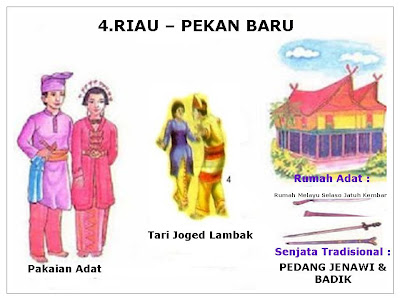 4.RIAU – PEKAN BARU
Pakaian Adat
4
Tari Joged Lambak
Rumah Adat :
Rumah Melayu Selaso Jatuh Kembar
Senjata Tradisional :
PEDANG JENAWI &
BADIK